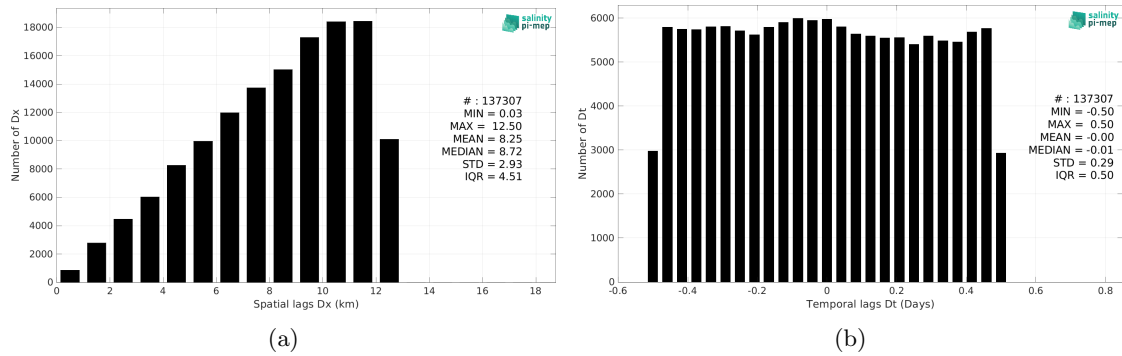 salinity
pi-mep
18000
16000
14000
12000
10000
8000
6000
4000
2000
0
Number of Dx
# : 137307
MIN = 0.03
MAX = 12.50
MEAN = 8.25
MEDIAN = 8.72
STD = 2.93
IQR = 4.51
0 2 4 6 8 10 12 14 16 18
Spatial lags Dx (km)
(a)
salinity
pi-mep
6000
5000
4000
3000
2000
1000
0
Number of Dt
# : 137307
MIN = -0.50
MAX = 0.50
MEAN = -0.00
MEDIAN = -0.01
STD = 0.29
IQR = 0.50
-0.6 -0.4 -0.2 0 0.2 0.4 0.6 0.8
Temporal lags Dt (Days)
(b)